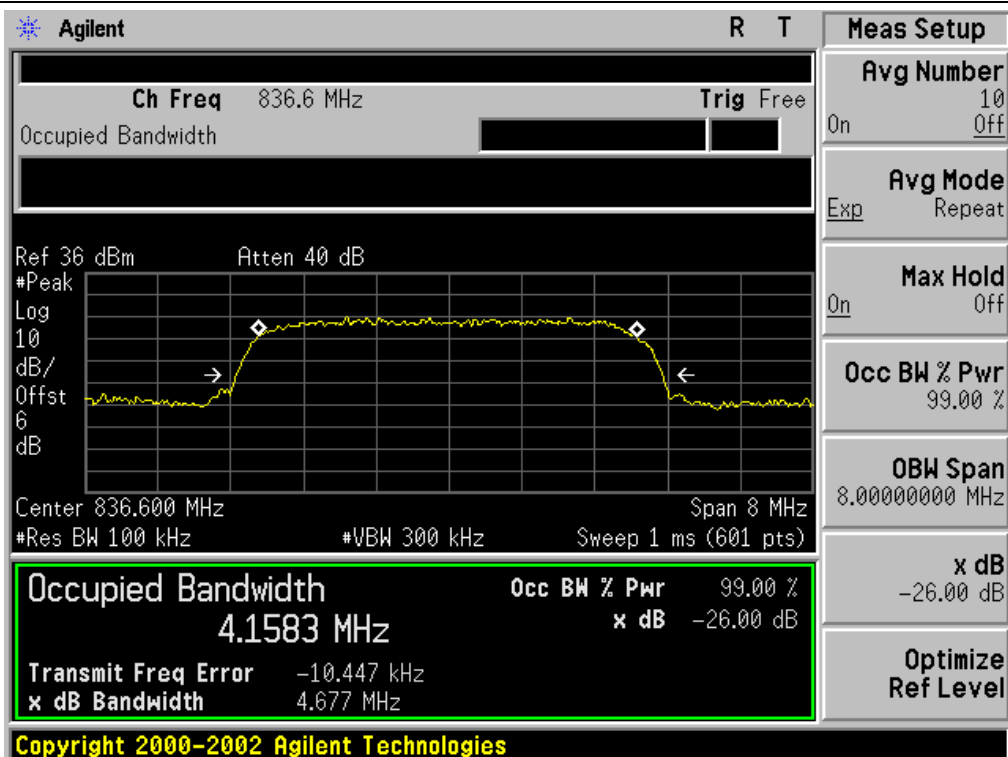 Agilent R T
Ch Freq 836.6 MHz Trig Free
Occupied Bandwidth
Ref 36 dBm Atten 40 dB
#Peak
Log
10
dB/
Offst
6
dB
Center 836.600 MHz Span 8 MHz
#Res BW 100 kHz #VBW 300 kHz Sweep 1 ms (601 pts)
Occupied Bandwidth Occ BW % Pwr 99.00 %
4.1583 MHz x dB -26.00 dB
Transmit Freq Error -10.447 kHz
x dB Bandwidth 4.677 MHz
Copyright 2000-2002 Agilent Technologies
Meas Setup
Avg Number
10
On Off
Avg Mode
Exp Repeat
Max Hold
On Off
Occ BW % Pwr
99.00 %
OBW Span
8.00000000 MHz
x dB
-26.00 dB
Optimize
Ref Level